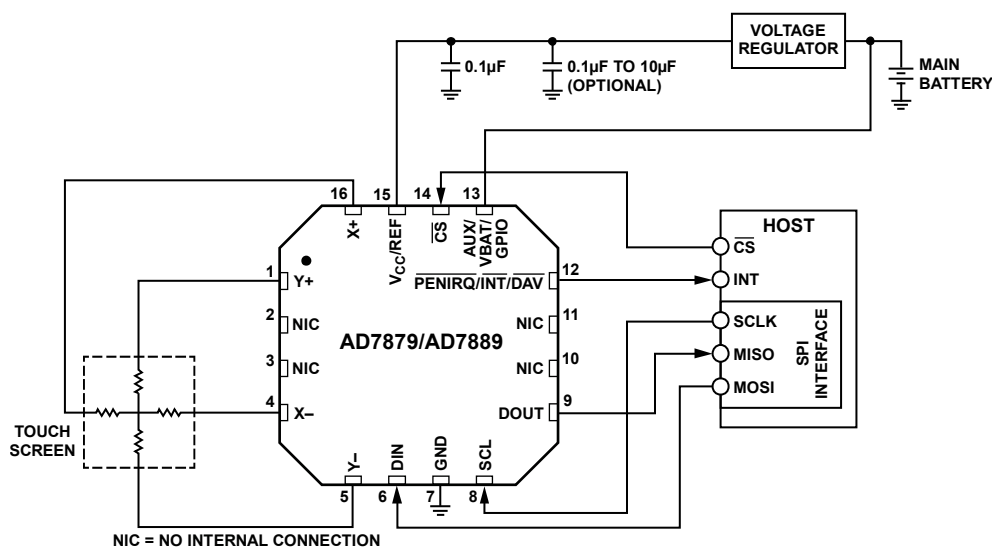 VOLTAGE
REGULATOR
0.1µF
0.1µF TO 10µF
(OPTIONAL)
MAIN
BATTERY
16
15
14
13
X+
VCC/REF
CS
AUX/
VBAT/
GPIO
HOST
CS
INT
SCLK
MISO
MOSI
SPI
INTERFACE
1
Y+
2
NIC
3
NIC
4
X–
AD7879/AD7889
PENIRQ/INT/DAV
12
NIC
11
NIC
10
DOUT
9
TOUCH
SCREEN
Y–
DIN
GND
SCL
5
6
7
8
NIC = NO INTERNAL CONNECTION